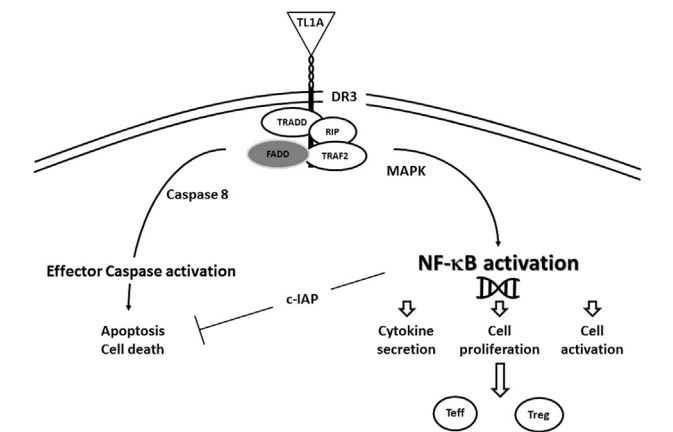 TL1A
DR3
TRADD
RIP
FADD
TRAF2
MAPK
Caspase 8
Effector Caspase activation
NF-κB activation
c-IAP
Apoptosis
Cell death
Cytokine
secretion
Cell
proliferation
Cell
activation
Teff
Treg